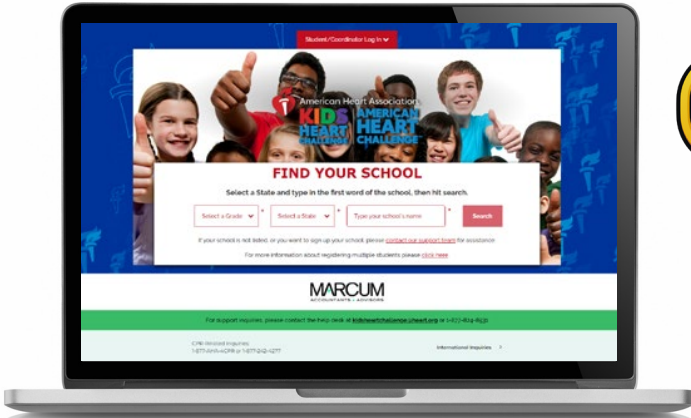 Student/Coordinator Log In
American Heart Association.
KIDS HEART CHALLENGE
AMERICAN HEART CHALLENGE™
FIND YOUR SCHOOL
Select a State and type in the first word of the school, then hit search.
Select a Grade * Select a State * Type your school's name * Search
If your school is not listed, or you want to sign up your school, please contact our support team for assistance
For more information about registering multiple students please click here
MARCUM
ACCOUNTANTS ADVISORS
For support inquiries, please contact the help desk at or
CPR-Related Inquiries
International Inquiries